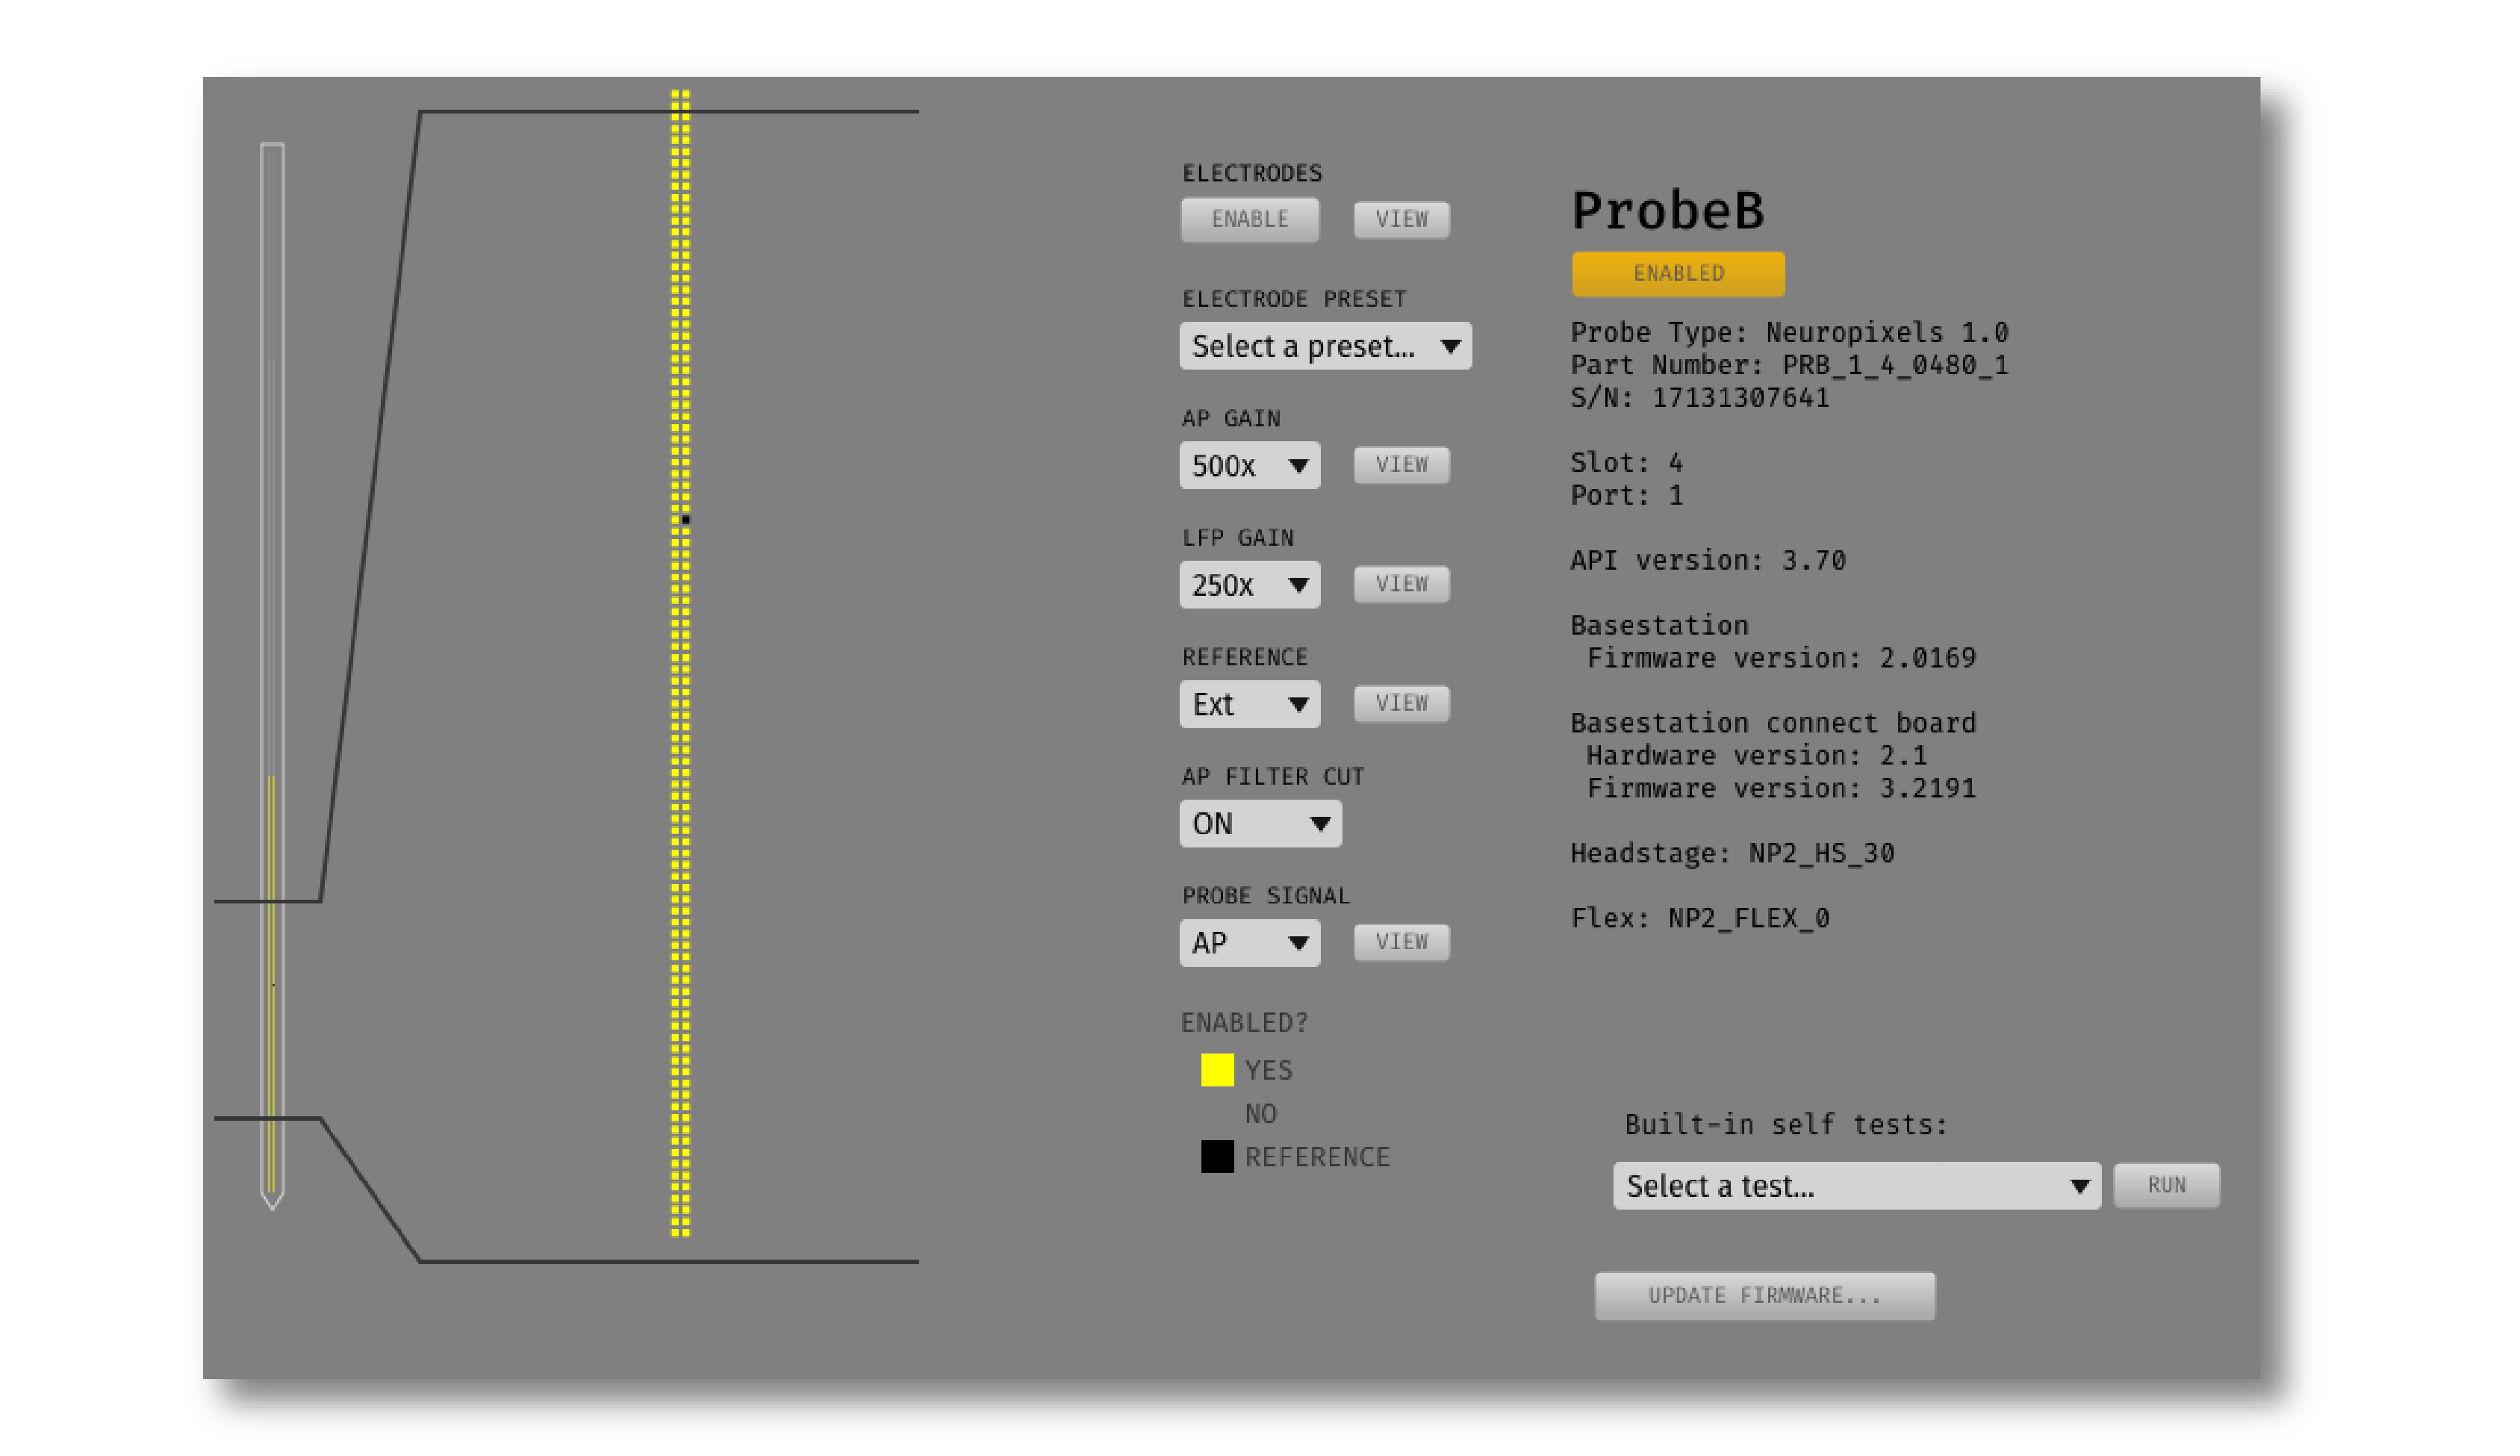 ELECTRODES
ENABLE
VIEW
ELECTRODE PRESET
Select a preset...
AP GAIN
500x
VIEW
LFP GAIN
250x
VIEW
REFERENCE
Ext
VIEW
AP FILTER CUT
ON
PROBE SIGNAL
AP
VIEW
ENABLED?
YES
NO
REFERENCE
ProbeB
ENABLED
Probe Type: Neuropixels 1.0
Part Number: PRB_1_4_0480_1
S/N: 17131307641
Slot: 4
Port: 1
API version: 3.70
Basestation
Firmware version: 2.0169
Basestation connect board
Hardware version: 2.1
Firmware version: 3.2191
Headstage: NP2_HS_30
Flex: NP2_FLEX_0
Built-in self tests:
Select a test...
RUN
UPDATE FIRMWARE...